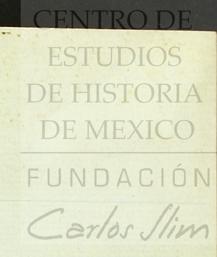 CENTRO DE
ESTUDIOS
DE HISTORIA
DE MEXICO
FUNDACIÓN
Carlos Slim